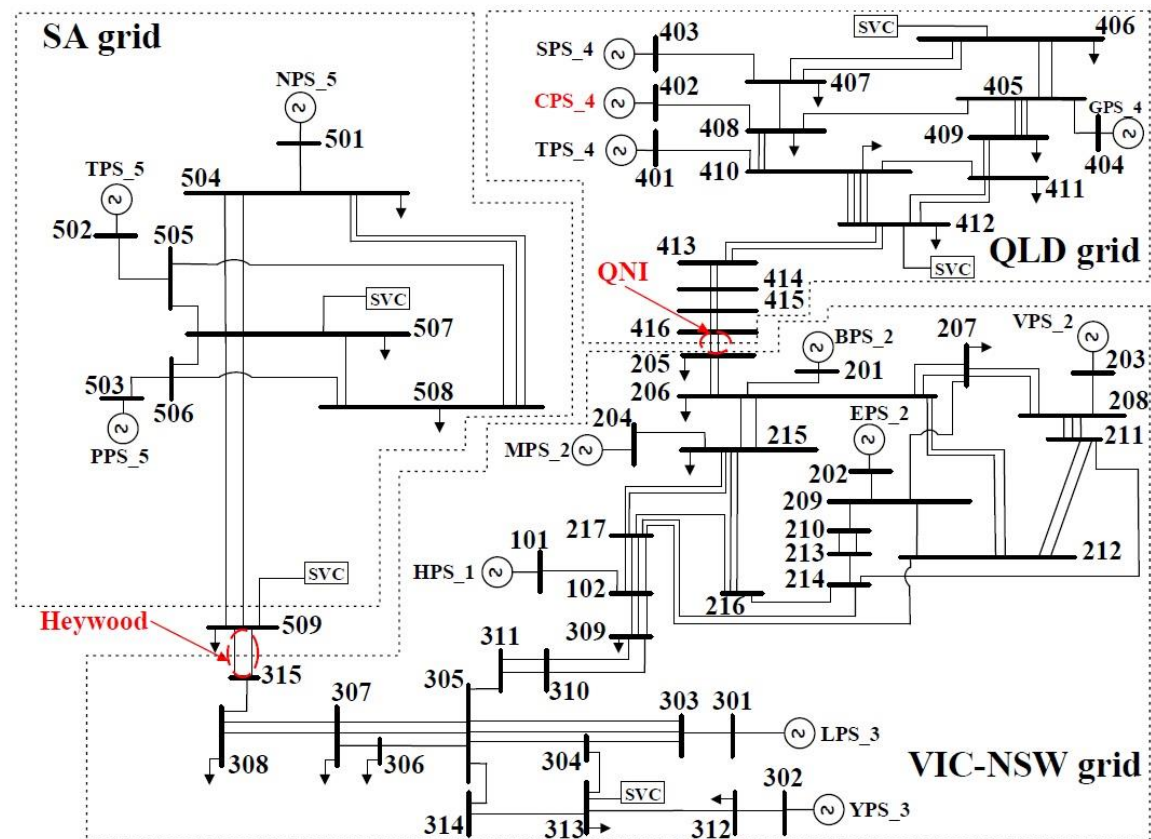 SA grid
NPS_5
501
504
TPS_5
502
505
SVC
507
503
506
508
PPS_5
SVC
509
Heywood
315
SPS_4
403
SVC
406
CPS_4
402
407
405
GPS_4
408
409
404
TPS_4
401
410
411
412
413
QLD grid
QNI
414
SVC
415
416
BPS_2
207
VPS_2
205
201
203
206
208
204
EPS_2
211
MPS_2
215
202
209
217
210
212
101
213
HPS_1
102
214
216
309
311
305
310
307
303
301
LPS_3
304
308
306
VIC-NSW grid
SVC
302
YPS_3
314
313
312